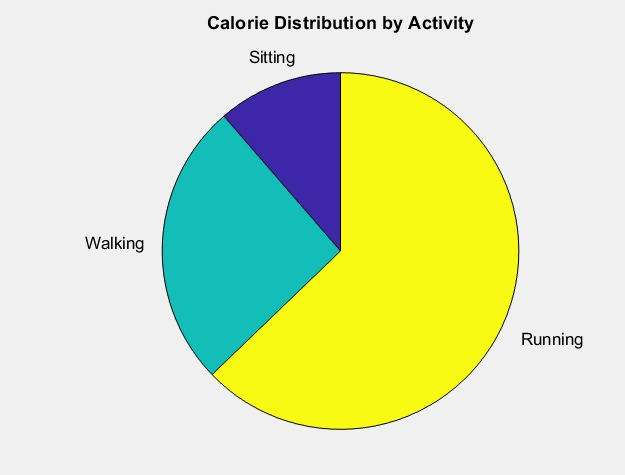 Calorie Distribution by Activity
Sitting
Walking
Running